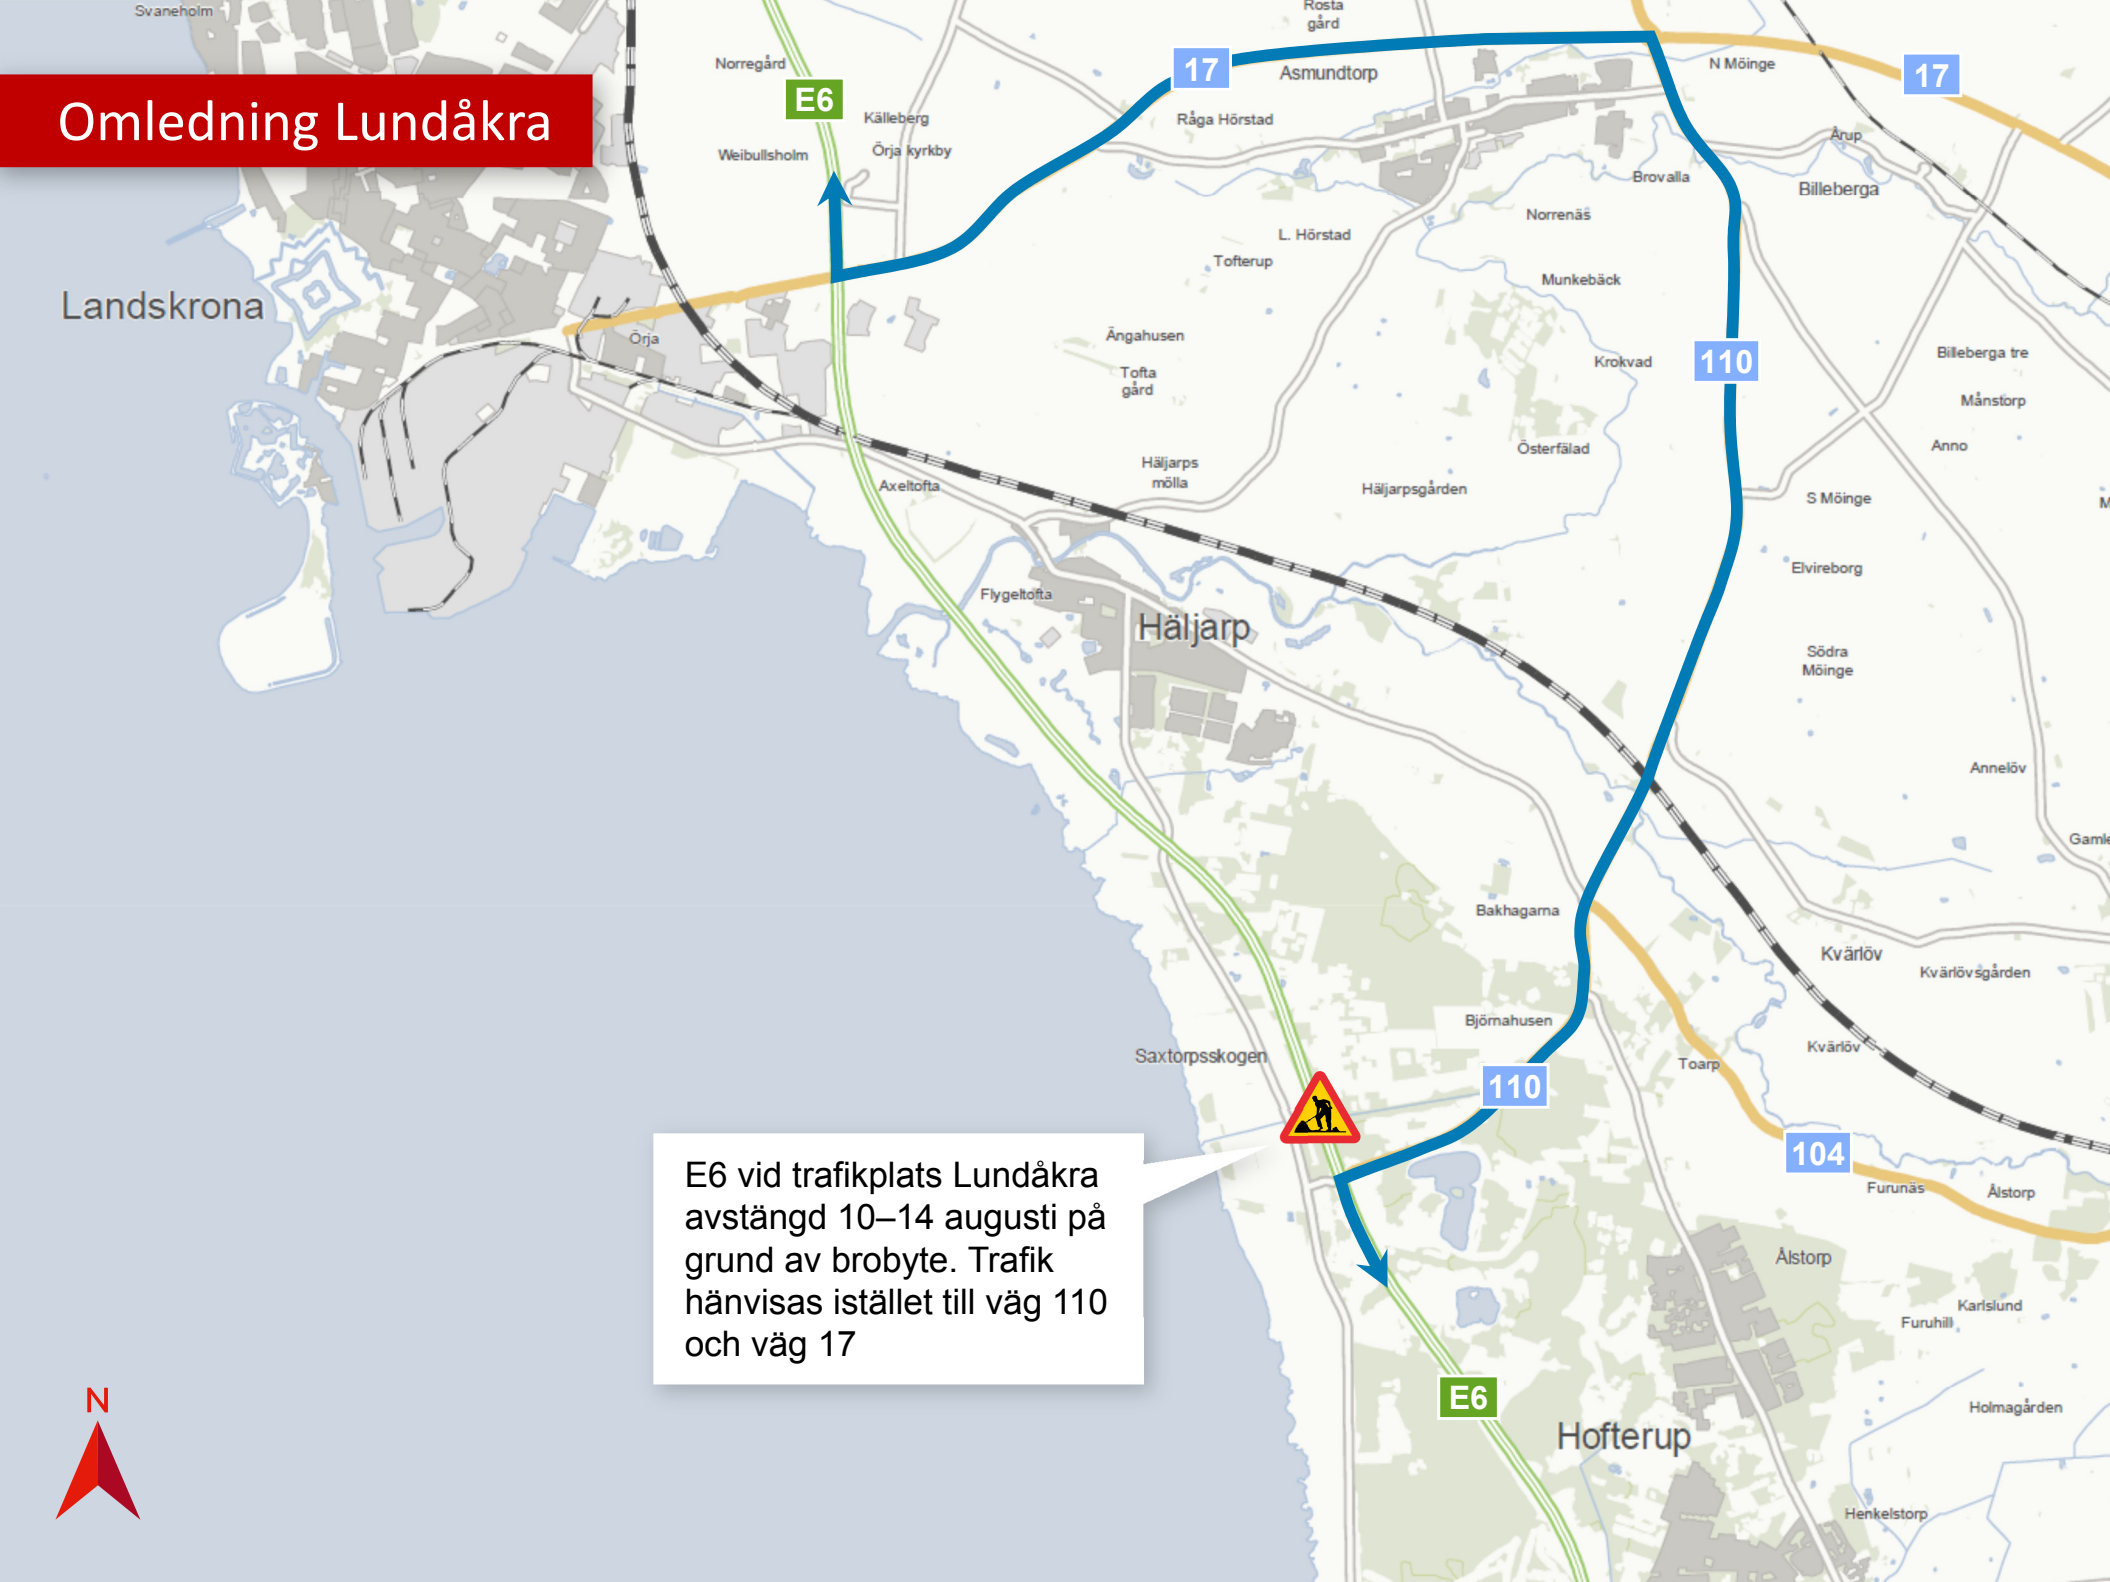 Svaneholm
Rosta
gård
Norregård
17
Asmundtorp
N Möinge
17
E6
Omledning Lundåkra
Källeberg
Råga Hörstad
Weibullsholm
Örja kyrkby
Årup
Brovalla
Billeberga
Norrenäs
L. Hörstad
Tofterup
Munkebäck
Landskrona
Örja
Ängahusen
110
Krokvad
Billeberga tre
Tofta
gård
Månstorp
Österfälad
Anno
Häljarps
mölla
Axeltofta
Häljarpsgården
S Möinge
M
Elvireborg
Flygeltofta
Häljarp
Södra
Möinge
Annelöv
Gamle
Bakhagarna
Kvärlöv
Kvärlövsgården
Björnahusen
Saxtorpsskogen
Kvärlöv
Toarp
110
104
E6 vid trafikplats Lundåkra
avstängd 10–14 augusti på
grund av brobyte. Trafik
hänvisas istället till väg 110
och väg 17
Furunäs
Ålstorp
Ålstorp
Karlslund
Furuhill
N
E6
Holmagården
Hofterup
Henkelstorp